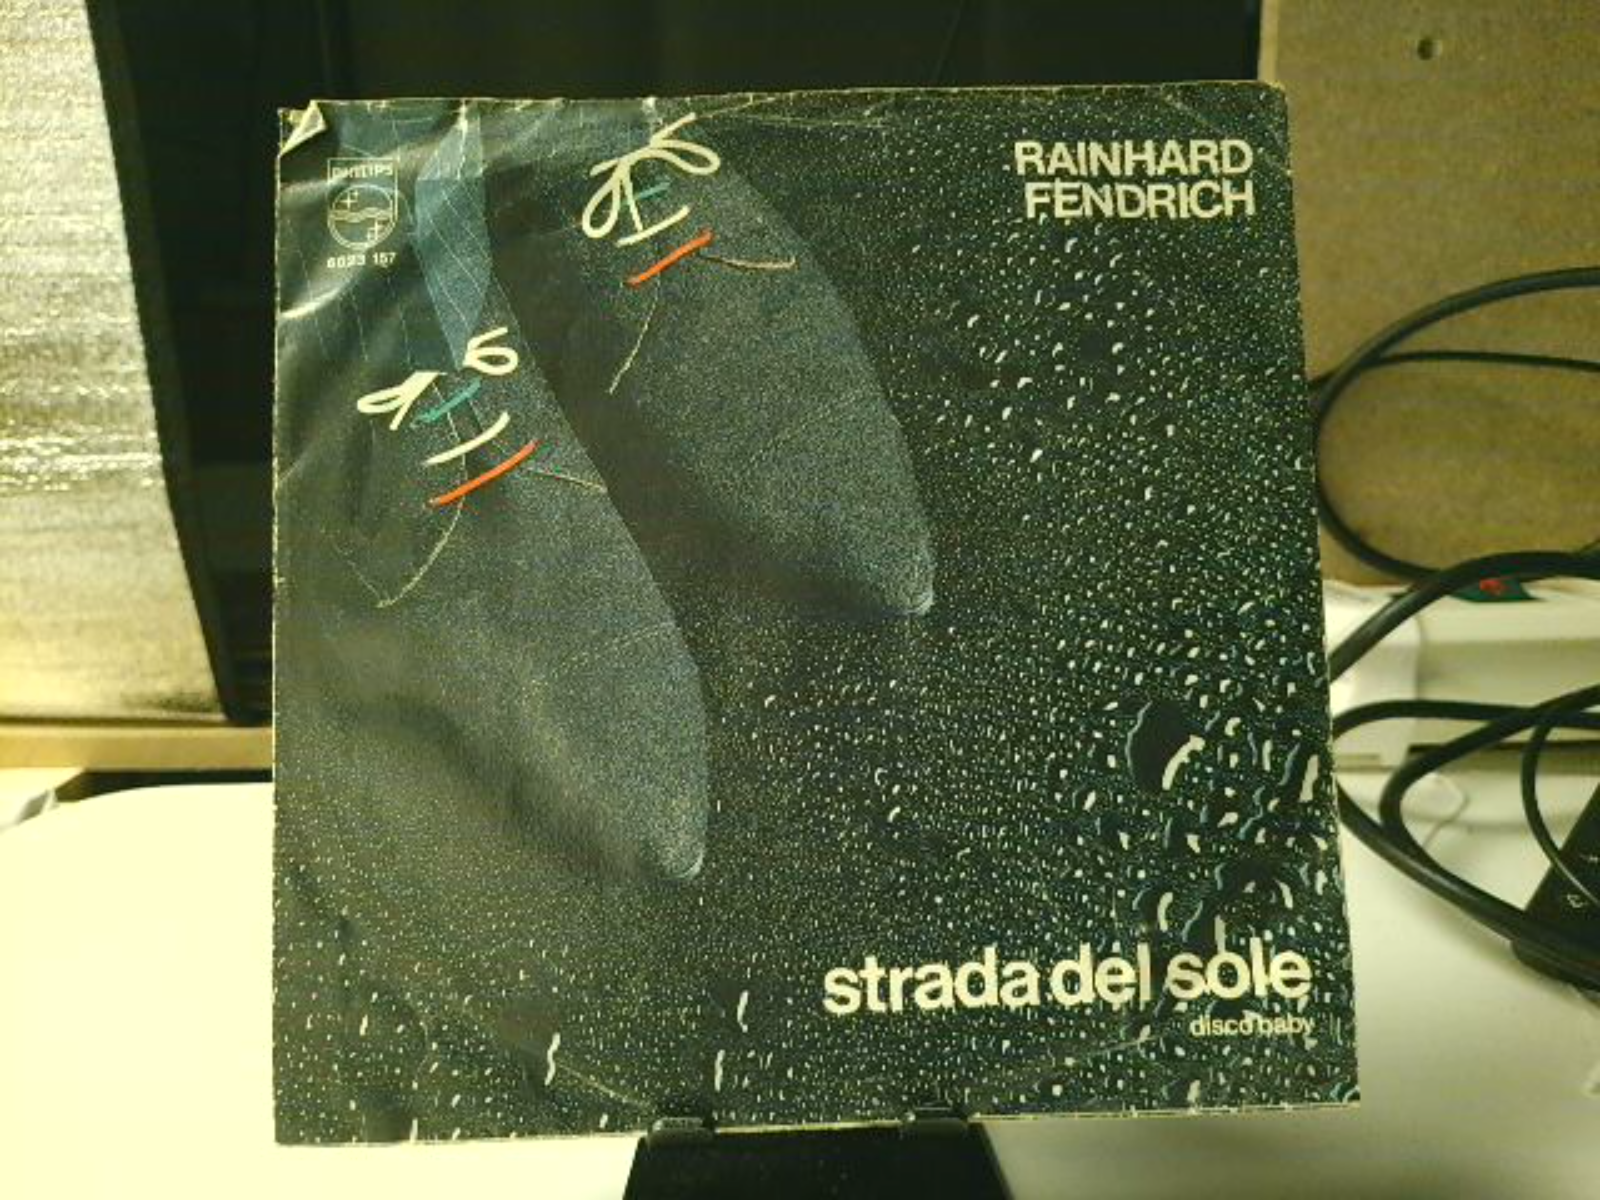 PHILIPS
6023 157
RAINHARD
FENDRICH
strada del sole
disco baby